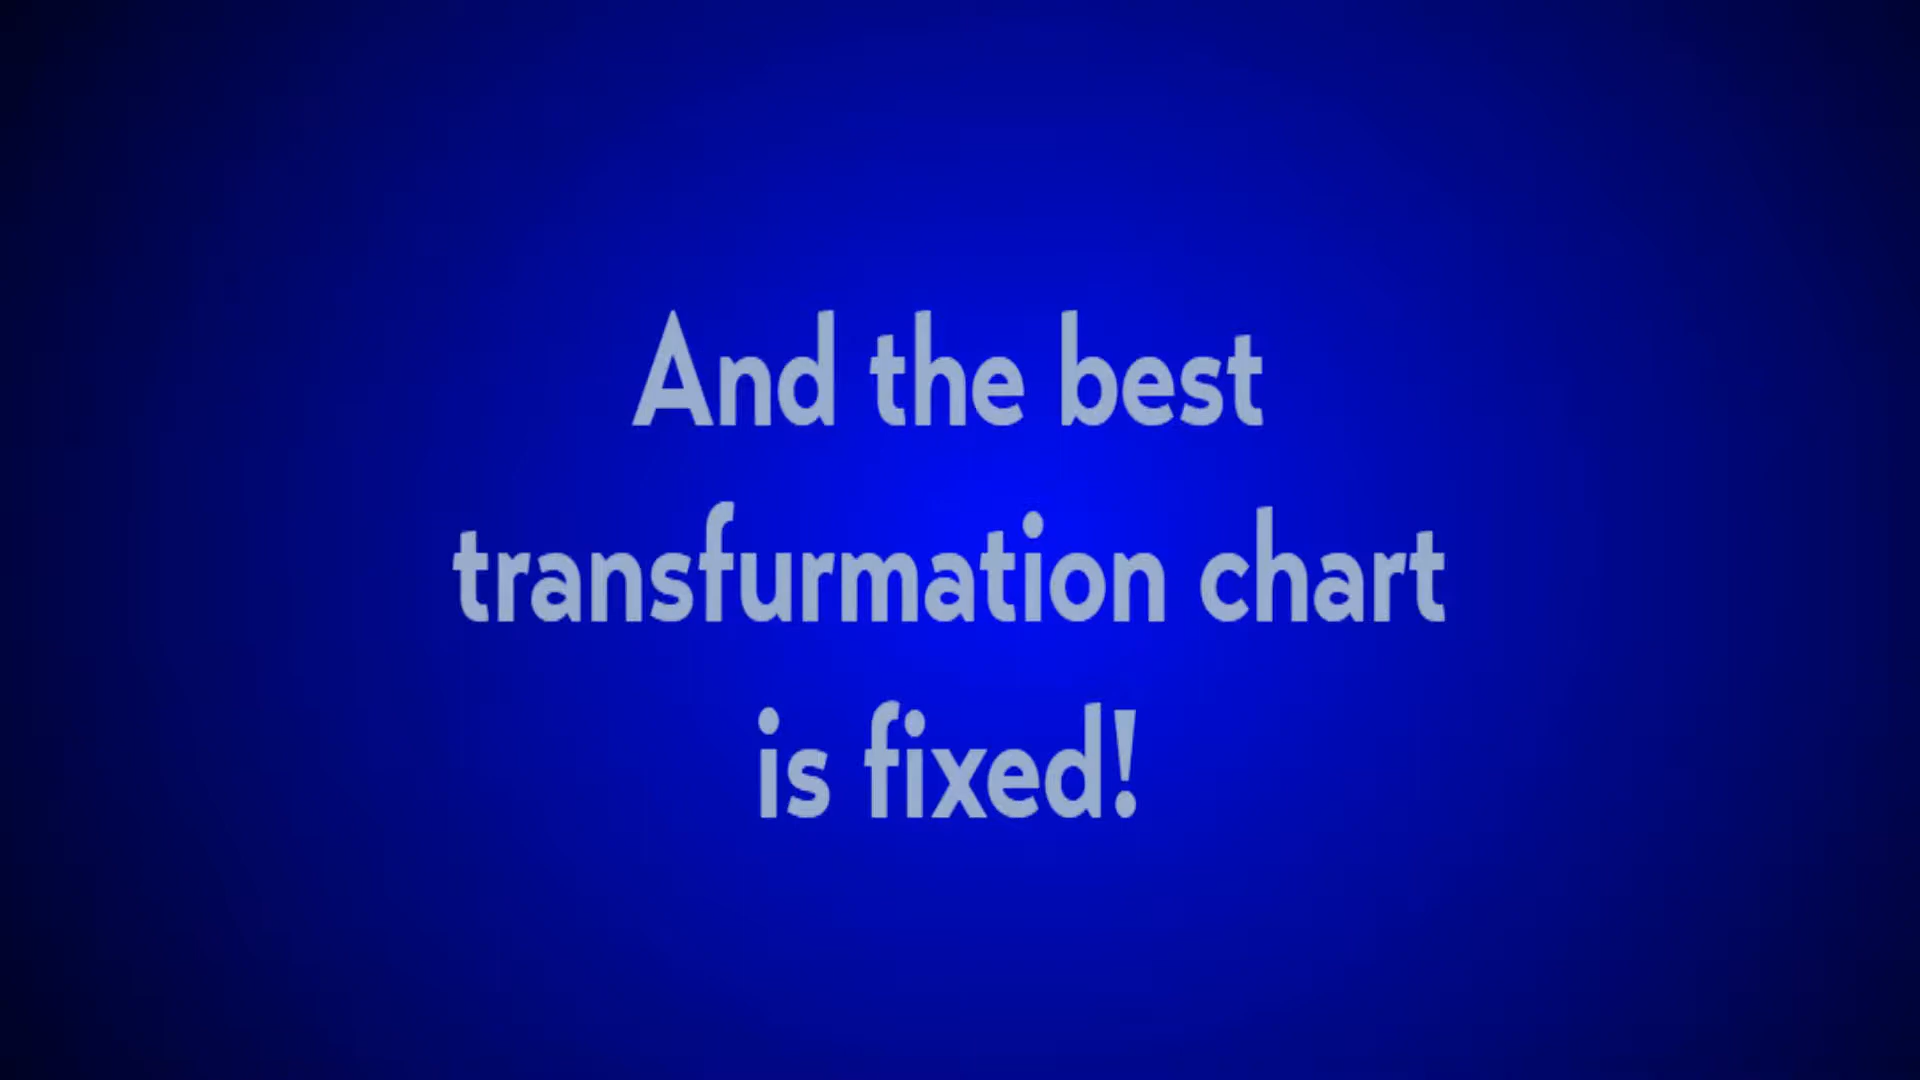 And the best
transfurmation chart
is fixed!